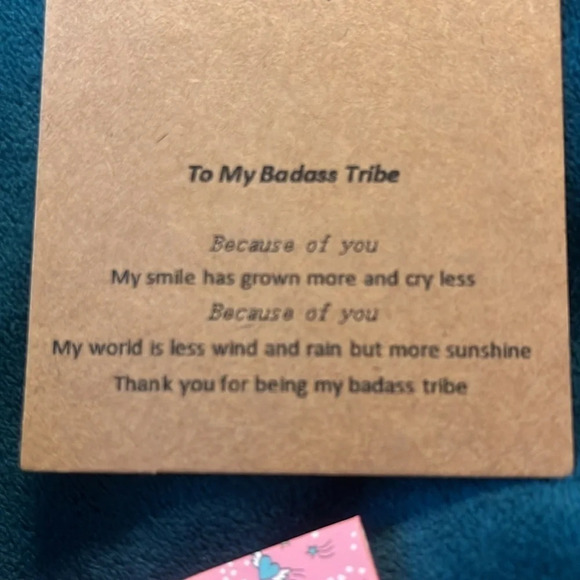 To My Badass Tribe
Because of you
My smile has grown more and cry less
Because of you
My world is less wind and rain but more sunshine
Thank you for being my badass tribe